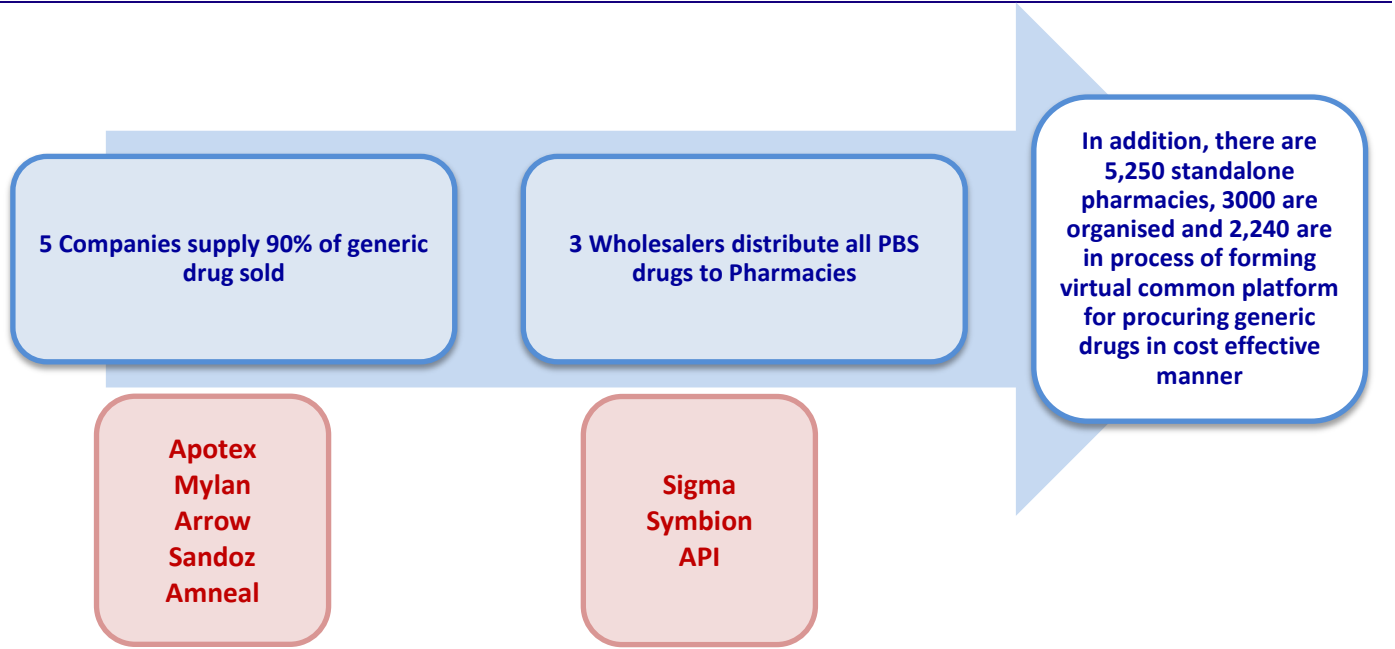 5 Companies supply 90% of generic
drug sold
3 Wholesalers distribute all PBS
drugs to Pharmacies
In addition, there are
5,250 standalone
pharmacies, 3000 are
organised and 2,240 are
in process of forming
virtual common platform
for procuring generic
drugs in cost effective
manner
Apotex
Mylan
Arrow
Sandoz
Amneal
Sigma
Symbion
API